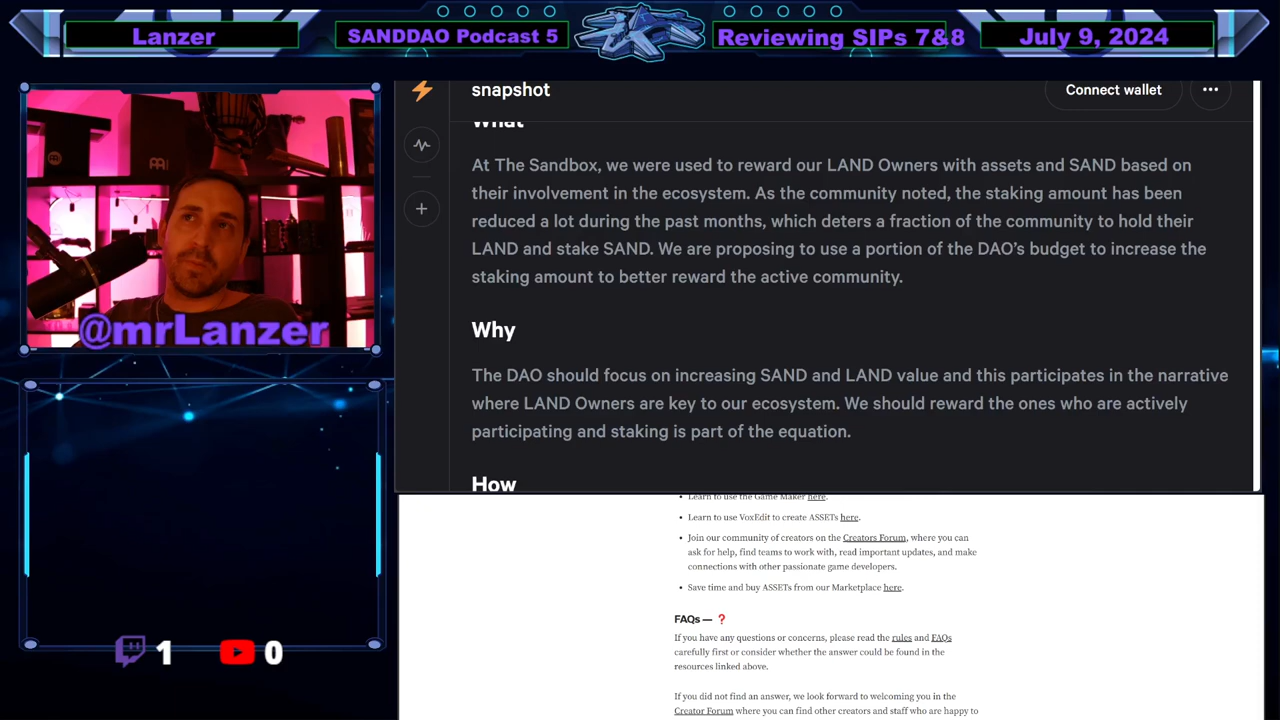 Lanzer
SANDDAO Podcast 5
Reviewing SIPs 7&8
July 9, 2024
@mrLanzer
1
0
snapshot
Connect wallet
What
At The Sandbox, we were used to reward our LAND Owners with assets and SAND based on
their involvement in the ecosystem. As the community noted, the staking amount has been
reduced a lot during the past months, which deters a fraction of the community to hold their
LAND and stake SAND. We are proposing to use a portion of the DAO’s budget to increase the
staking amount to better reward the active community.
Why
The DAO should focus on increasing SAND and LAND value and this participates in the narrative
where LAND Owners are key to our ecosystem. We should reward the ones who are actively
participating and staking is part of the equation.
How
• Learn to use the Game Maker here.
• Learn to use VoxEdit to create ASSETs here.
• Join our community of creators on the Creators Forum, where you can
ask for help, find teams to work with, read important updates, and make
connections with other passionate game developers.
• Save time and buy ASSETs from our Marketplace here.
FAQs — ❓
If you have any questions or concerns, please read the rules and FAQs
carefully first or consider whether the answer could be found in the
resources linked above.
If you did not find an answer, we look forward to welcoming you in the
Creator Forum where you can find other creators and staff who are happy to